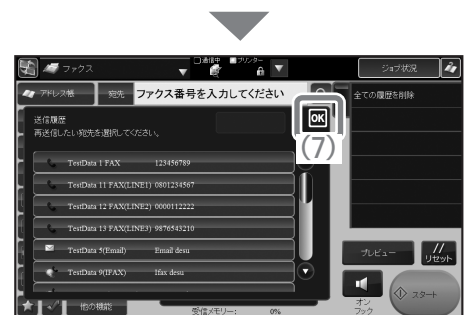 通信中 プリンター
ファクス
ジョブ状況
アドレス帳 宛先 ファクス番号を入力してください
全ての履歴を削除
送信履歴
再送信したい宛先を選択してください。
OK
(7)
TestData 1 FAX 123456789
TestData 11 FAX(LINE1) 0801234567
TestData 12 FAX(LINE2) 0000112222
TestData 13 FAX(LINE3) 9876543210
TestData 5(Email) Email desu
TestData 9(IFAX) Ifax desu
プレビュー
リセット
オン
フック
スタート
他の機能
受信メモリー: 0%